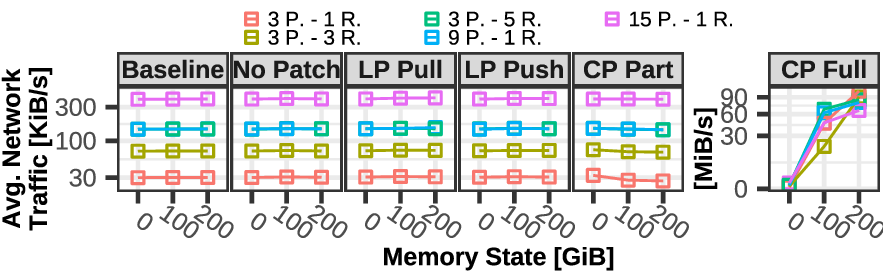 3 P. - 1 R.
3 P. - 5 R.
15 P. - 1 R.
3 P. - 3 R.
9 P. - 1 R.
Baseline
No Patch
LP Pull
LP Push
CP Part
CP Full
Avg. Network
Traffic [KiB/s]
300
100
30
[MiB/s]
90
60
30
0
0 100 200
0 100 200
0 100 200
0 100 200
0 100 200
0 100 200
Memory State [GiB]